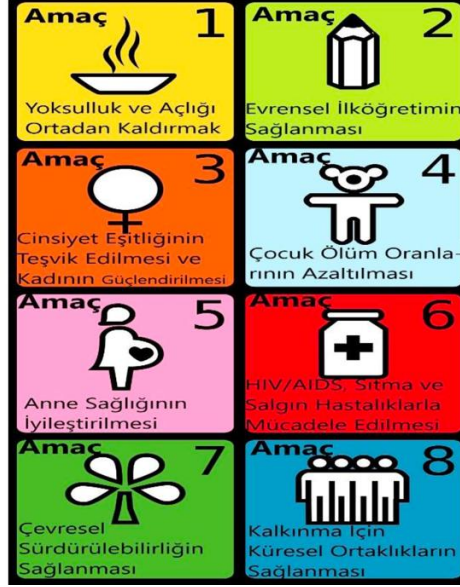 Amaç 1
Yoksulluk ve Açlığı
Ortadan Kaldırmak
Amaç 2
Evrensel İlköğretimin
Sağlanması
Amaç 3
Cinsiyet Eşitliğinin
Teşvik Edilmesi ve
Kadının Güçlendirilmesi
Amaç 4
Çocuk Ölüm Oranla-
rının Azaltılması
Amaç 5
Anne Sağlığının
İyileştirilmesi
Amaç 6
HIV/AIDS, Sıtma ve
Salgın Hastalıklarla
Mücadele Edilmesi
Amaç 7
Çevresel
Sürdürülebilirliğin
Sağlanması
Amaç 8
Kalkınma İçin
Küresel Ortaklıkların
Sağlanması